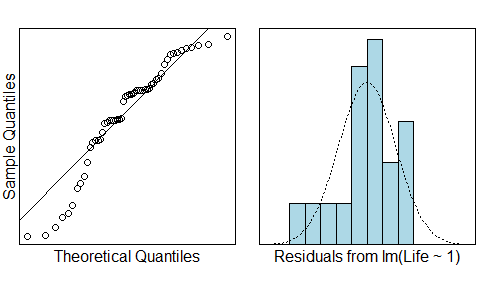 Sample Quantiles
Theoretical Quantiles
Residuals from lm(Life ~ 1)